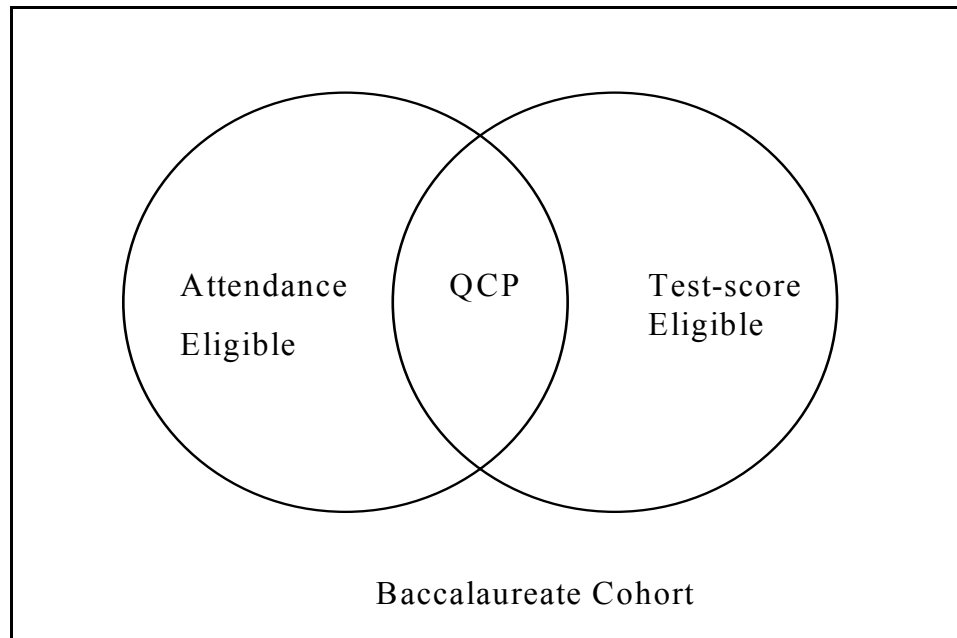 Attendance
Eligible
QCP
Test-score
Eligible
Baccalaureate Cohort